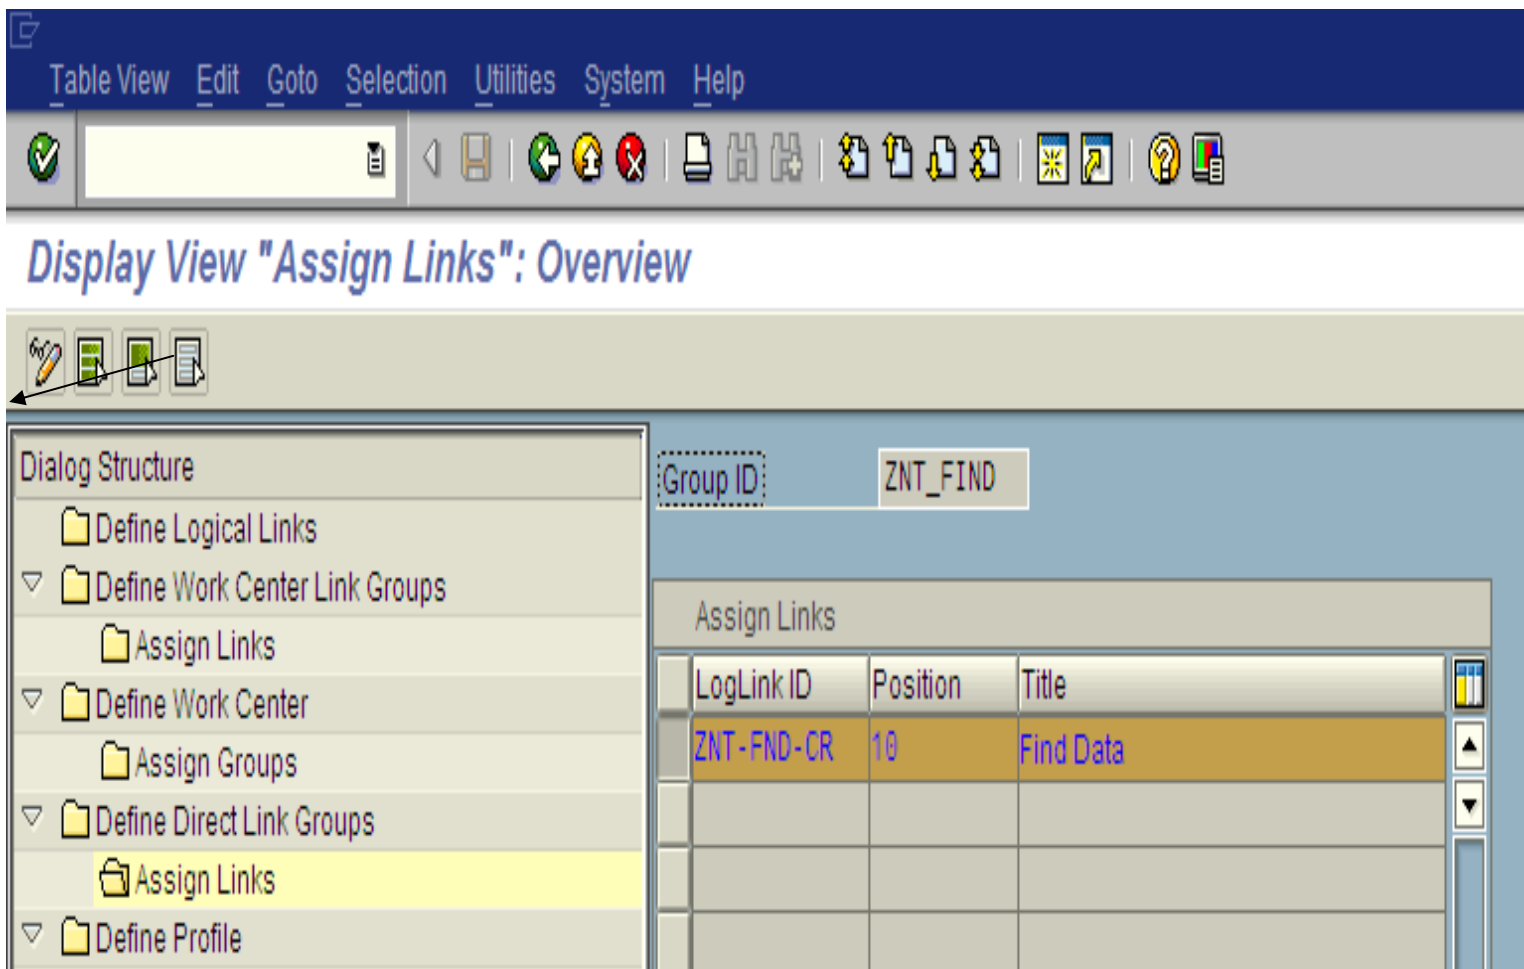 Table View Edit Goto Selection Utilities System Help
Display View "Assign Links": Overview
Dialog Structure
Define Logical Links
Define Work Center Link Groups
Assign Links
Define Work Center
Assign Groups
Define Direct Link Groups
Assign Links
Define Profile
Group ID ZNT_FIND
Assign Links
LogLink ID Position Title
ZNT-FND-CR 10 Find Data